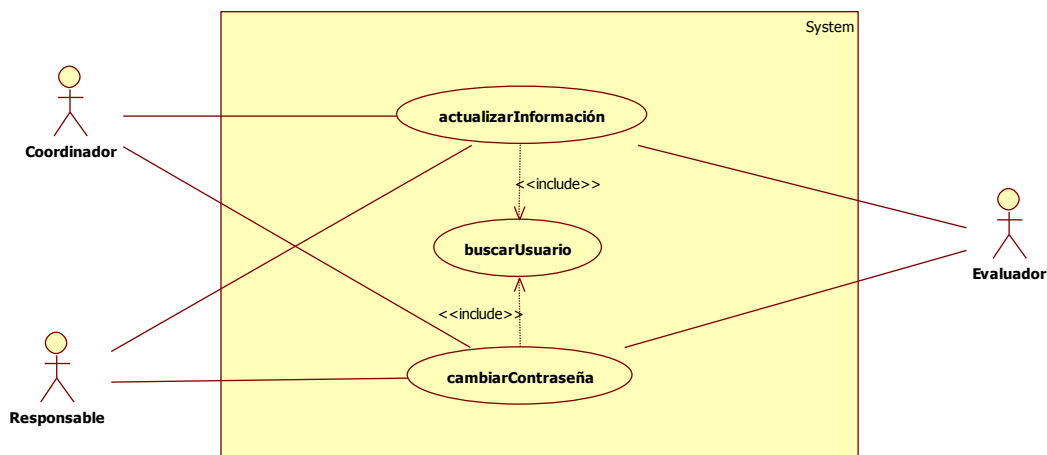 System
actualizarInformación
Coordinador
<<include>>
buscarUsuario
Evaluador
<<include>>
cambiarContraseña
Responsable